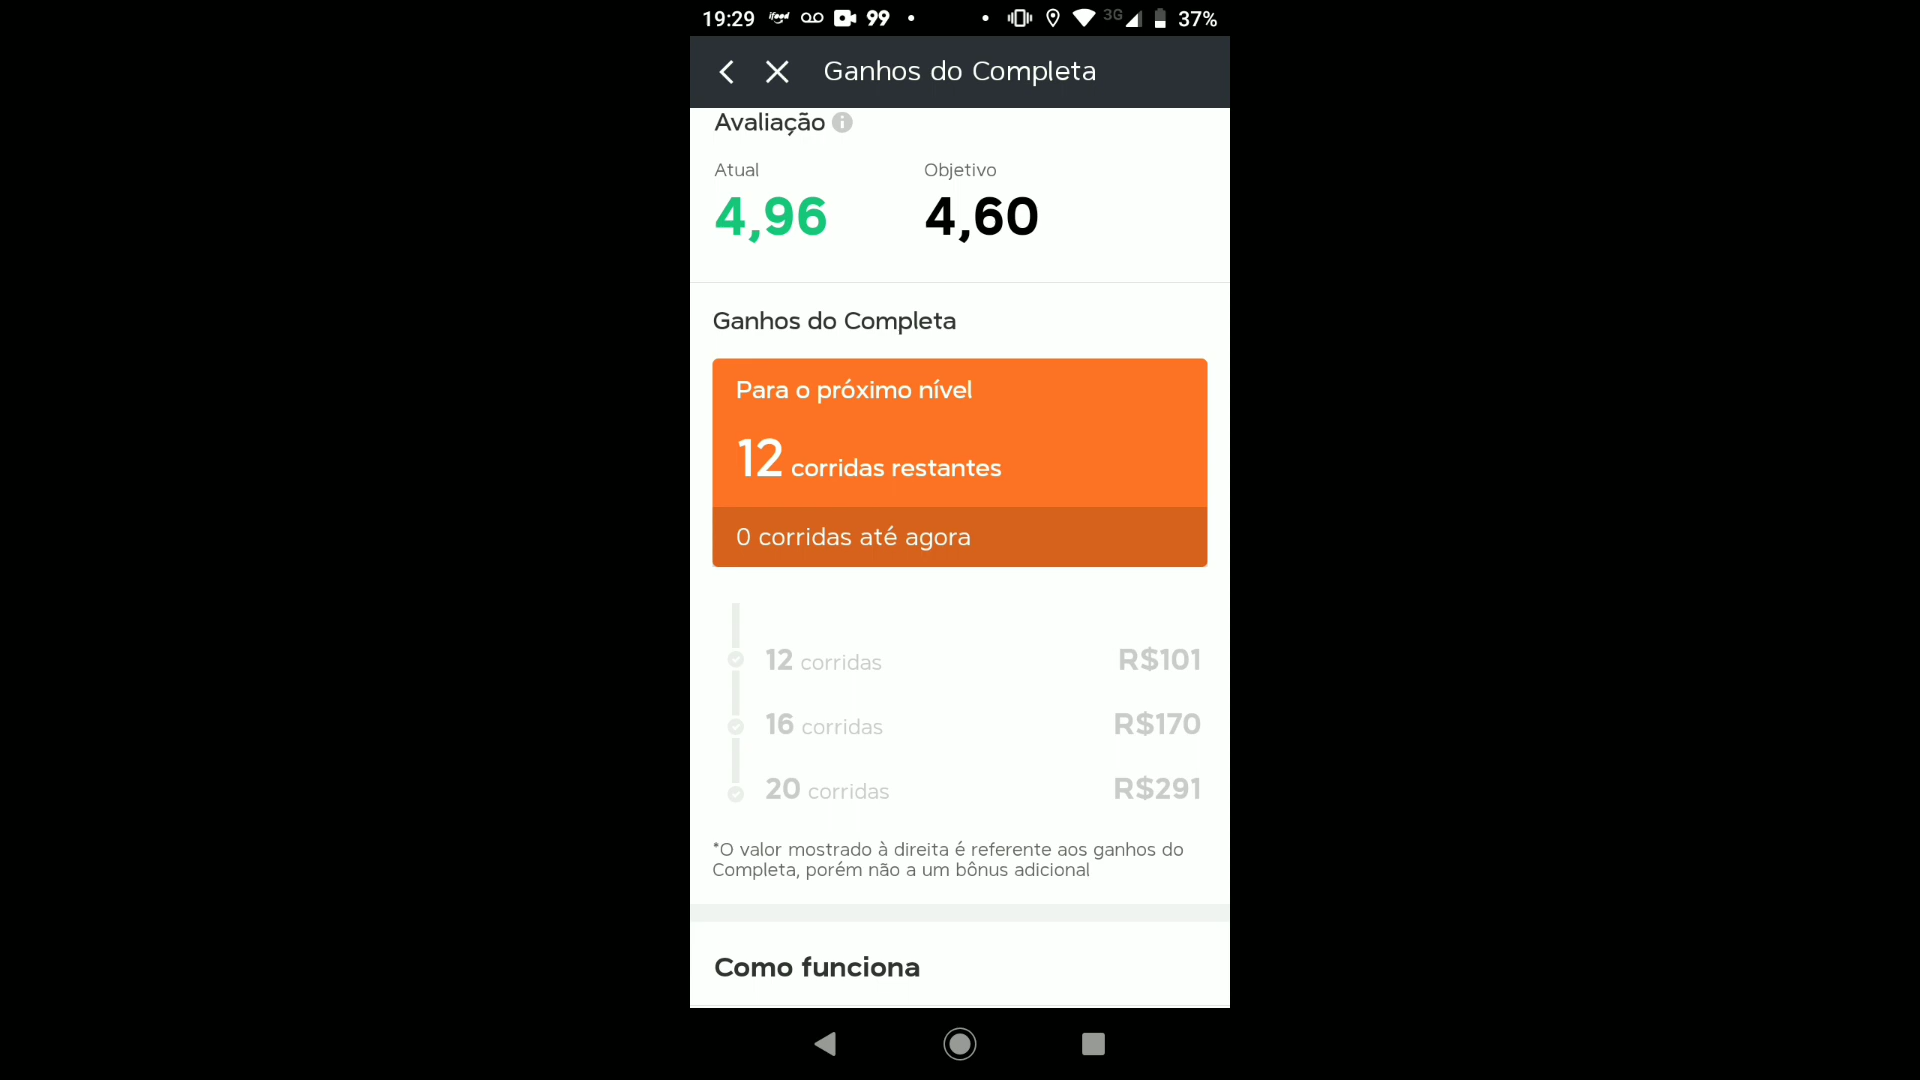 19:29 ifood 99 3G 37%
Ganhos do Completa
Avaliação
Atual Objetivo
4,96 4,60
Ganhos do Completa
Para o próximo nível
12 corridas restantes
0 corridas até agora
12 corridas R$101
16 corridas R$170
20 corridas R$291
*O valor mostrado à direita é referente aos ganhos do
Completa, porém não a um bônus adicional
Como funciona